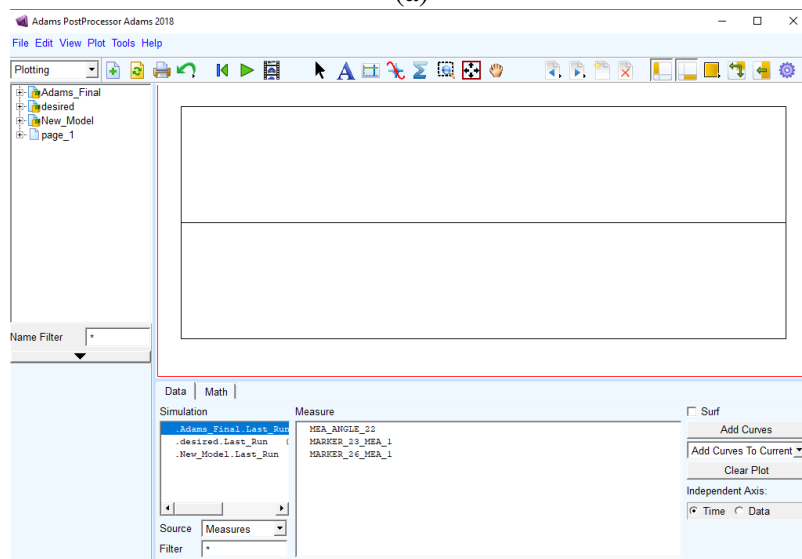 (a)
Adams PostProcessor Adams 2018
File Edit View Plot Tools Help
Plotting
Adams_Final
desired
New_Model
page_1
Name Filter *
Data Math
Simulation Measure Surf
.Adams_Final.Last_Run MEA_ANGLE_22 Add Curves
.desired.Last_Run ( MARKER_23_MEA_1
.New_Model.Last_Run MARKER_26_MEA_1 Add Curves To Current
Clear Plot
Independent Axis:
Time Data
Source Measures
Filter *